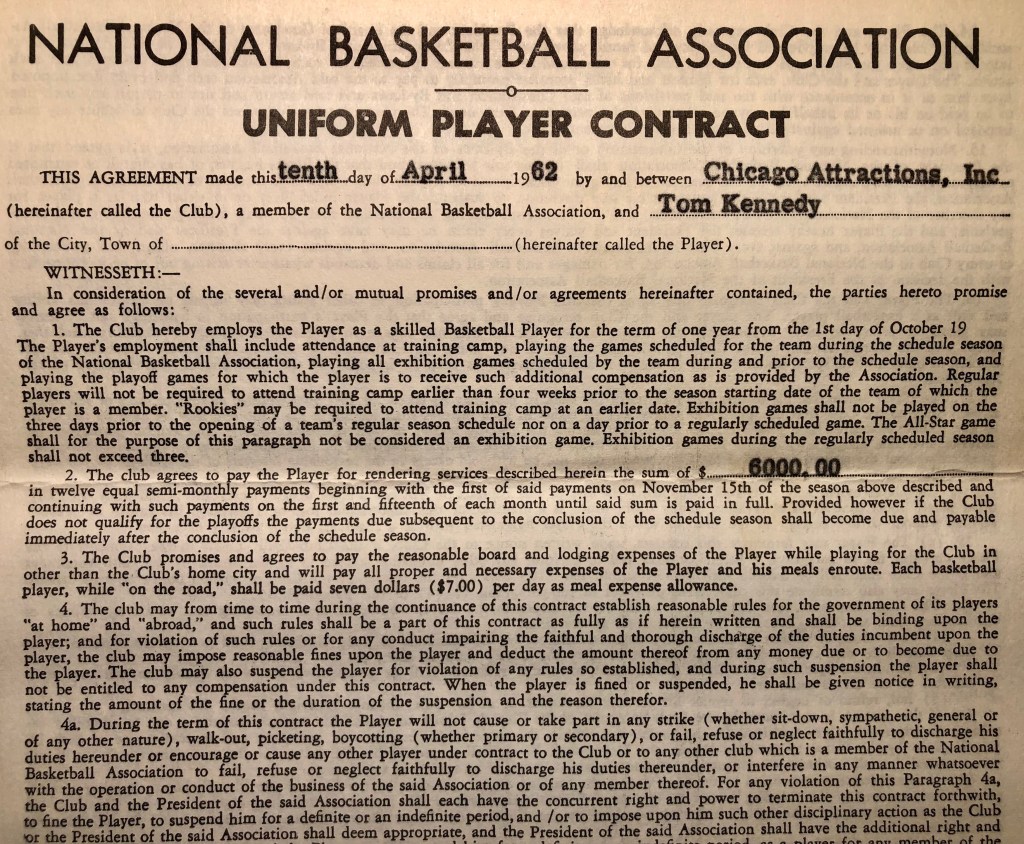 NATIONAL BASKETBALL ASSOCIATION
UNIFORM PLAYER CONTRACT
THIS AGREEMENT made this tenth day of April 1962 by and between Chicago Attractions, Inc
(hereinafter called the Club), a member of the National Basketball Association, and Tom Kennedy
of the City, Town of ........ (hereinafter called the Player).
WITNESSETH:—
In consideration of the several and/or mutual promises and/or agreements hereinafter contained, the parties hereto promise
and agree as follows:
1. The Club hereby employs the Player as a skilled Basketball Player for the term of one year from the 1st day of October 19
The Player's employment shall include attendance at training camp, playing the games scheduled for the team during the schedule season
of the National Basketball Association, playing all exhibition games scheduled by the team during and prior to the schedule season, and
playing the playoff games for which the player is to receive such additional compensation as is provided by the Association. Regular
players will not be required to attend training camp earlier than four weeks prior to the season starting date of the team of which the
player is a member. "Rookies" may be required to attend training camp at an earlier date. Exhibition games shall not be played on the
three days prior to the opening of a team's regular season schedule nor on a day prior to a regularly scheduled game. The All-Star game
shall for the purpose of this paragraph not be considered an exhibition game. Exhibition games during the regularly scheduled season
shall not exceed three.
2. The club agrees to pay the Player for rendering services described herein the sum of $ 6000.00
in twelve equal semi-monthly payments beginning with the first of said payments on November 15th of the season above described and
continuing with such payments on the first and fifteenth of each month until said sum is paid in full. Provided however if the Club
does not qualify for the playoffs the payments due subsequent to the conclusion of the schedule season shall become due and payable
immediately after the conclusion of the schedule season.
3. The Club promises and agrees to pay the reasonable board and lodging expenses of the Player while playing for the Club in
other than the Club's home city and will pay all proper and necessary expenses of the Player and his meals enroute. Each basketball
player, while "on the road," shall be paid seven dollars ($7.00) per day as meal expense allowance.
4. The club may from time to time during the continuance of this contract establish reasonable rules for the government of its players
"at home" and "abroad," and such rules shall be a part of this contract as fully as if herein written and shall be binding upon the
player; and for violation of such rules or for any conduct impairing the faithful and thorough discharge of the duties incumbent upon the
player, the club may impose reasonable fines upon the player and deduct the amount thereof from any money due or to become due to
the player. The club may also suspend the player for violation of any rules so established, and during such suspension the player shall
not be entitled to any compensation under this contract. When the player is fined or suspended, he shall be given notice in writing,
stating the amount of the fine or the duration of the suspension and the reason therefor.
4a. During the term of this contract the Player will not cause or take part in any strike (whether sit-down, sympathetic, general or
of any other nature), walk-out, picketing, boycotting (whether primary or secondary), or fail, refuse or neglect faithfully to discharge his
duties hereunder or encourage or cause any other player under contract to the Club or to any other club which is a member of the National
Basketball Association to fail, refuse or neglect faithfully to discharge his duties thereunder, or interfere in any manner whatsoever
with the operation or conduct of the business of the said Association or of any member thereof. For any violation of this Paragraph 4a,
the Club and the President of the said Association shall each have the concurrent right and power to terminate this contract forthwith,
to fine the Player, to suspend him for a definite or an indefinite period, and /or to impose upon him such other disciplinary action as the Club
or the President of the said Association shall deem appropriate, and the President of the said Association shall have the additional right and